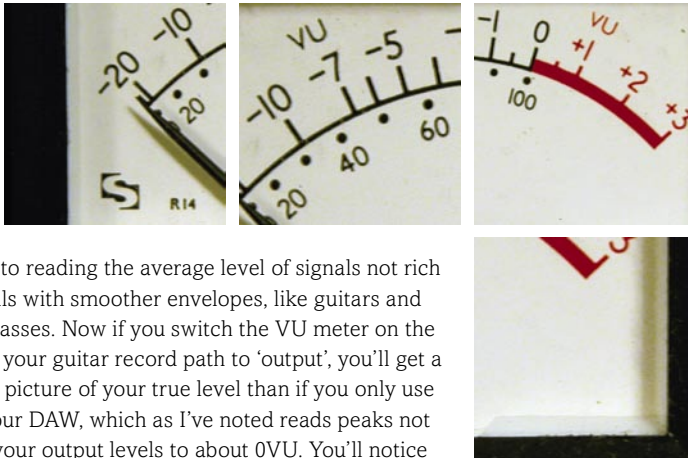 -20 -10
20
R14
VU
-10 -7 -5
20 40 60
-1 0 VU +1 +2 +3
100
to reading the average level of signals not rich
ls with smoother envelopes, like guitars and
asses. Now if you switch the VU meter on the
your guitar record path to ‘output’, you’ll get a
picture of your true level than if you only use
our DAW, which as I’ve noted reads peaks not
your output levels to about 0VU. You’ll notice